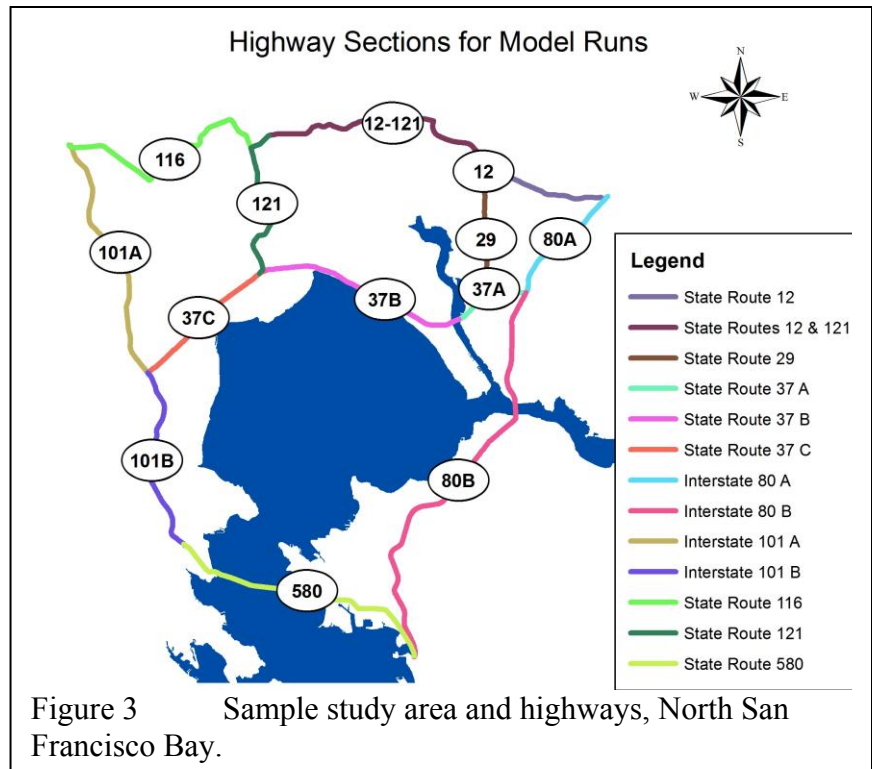 Highway Sections for Model Runs
N
W E
S
12-121
116
12
121
29
80A
101A
37A
37B
37C
101B
80B
580
Legend
State Route 12
State Routes 12 & 121
State Route 29
State Route 37 A
State Route 37 B
State Route 37 C
Interstate 80 A
Interstate 80 B
Interstate 101 A
Interstate 101 B
State Route 116
State Route 121
State Route 580
Figure 3 Sample study area and highways, North San
Francisco Bay.